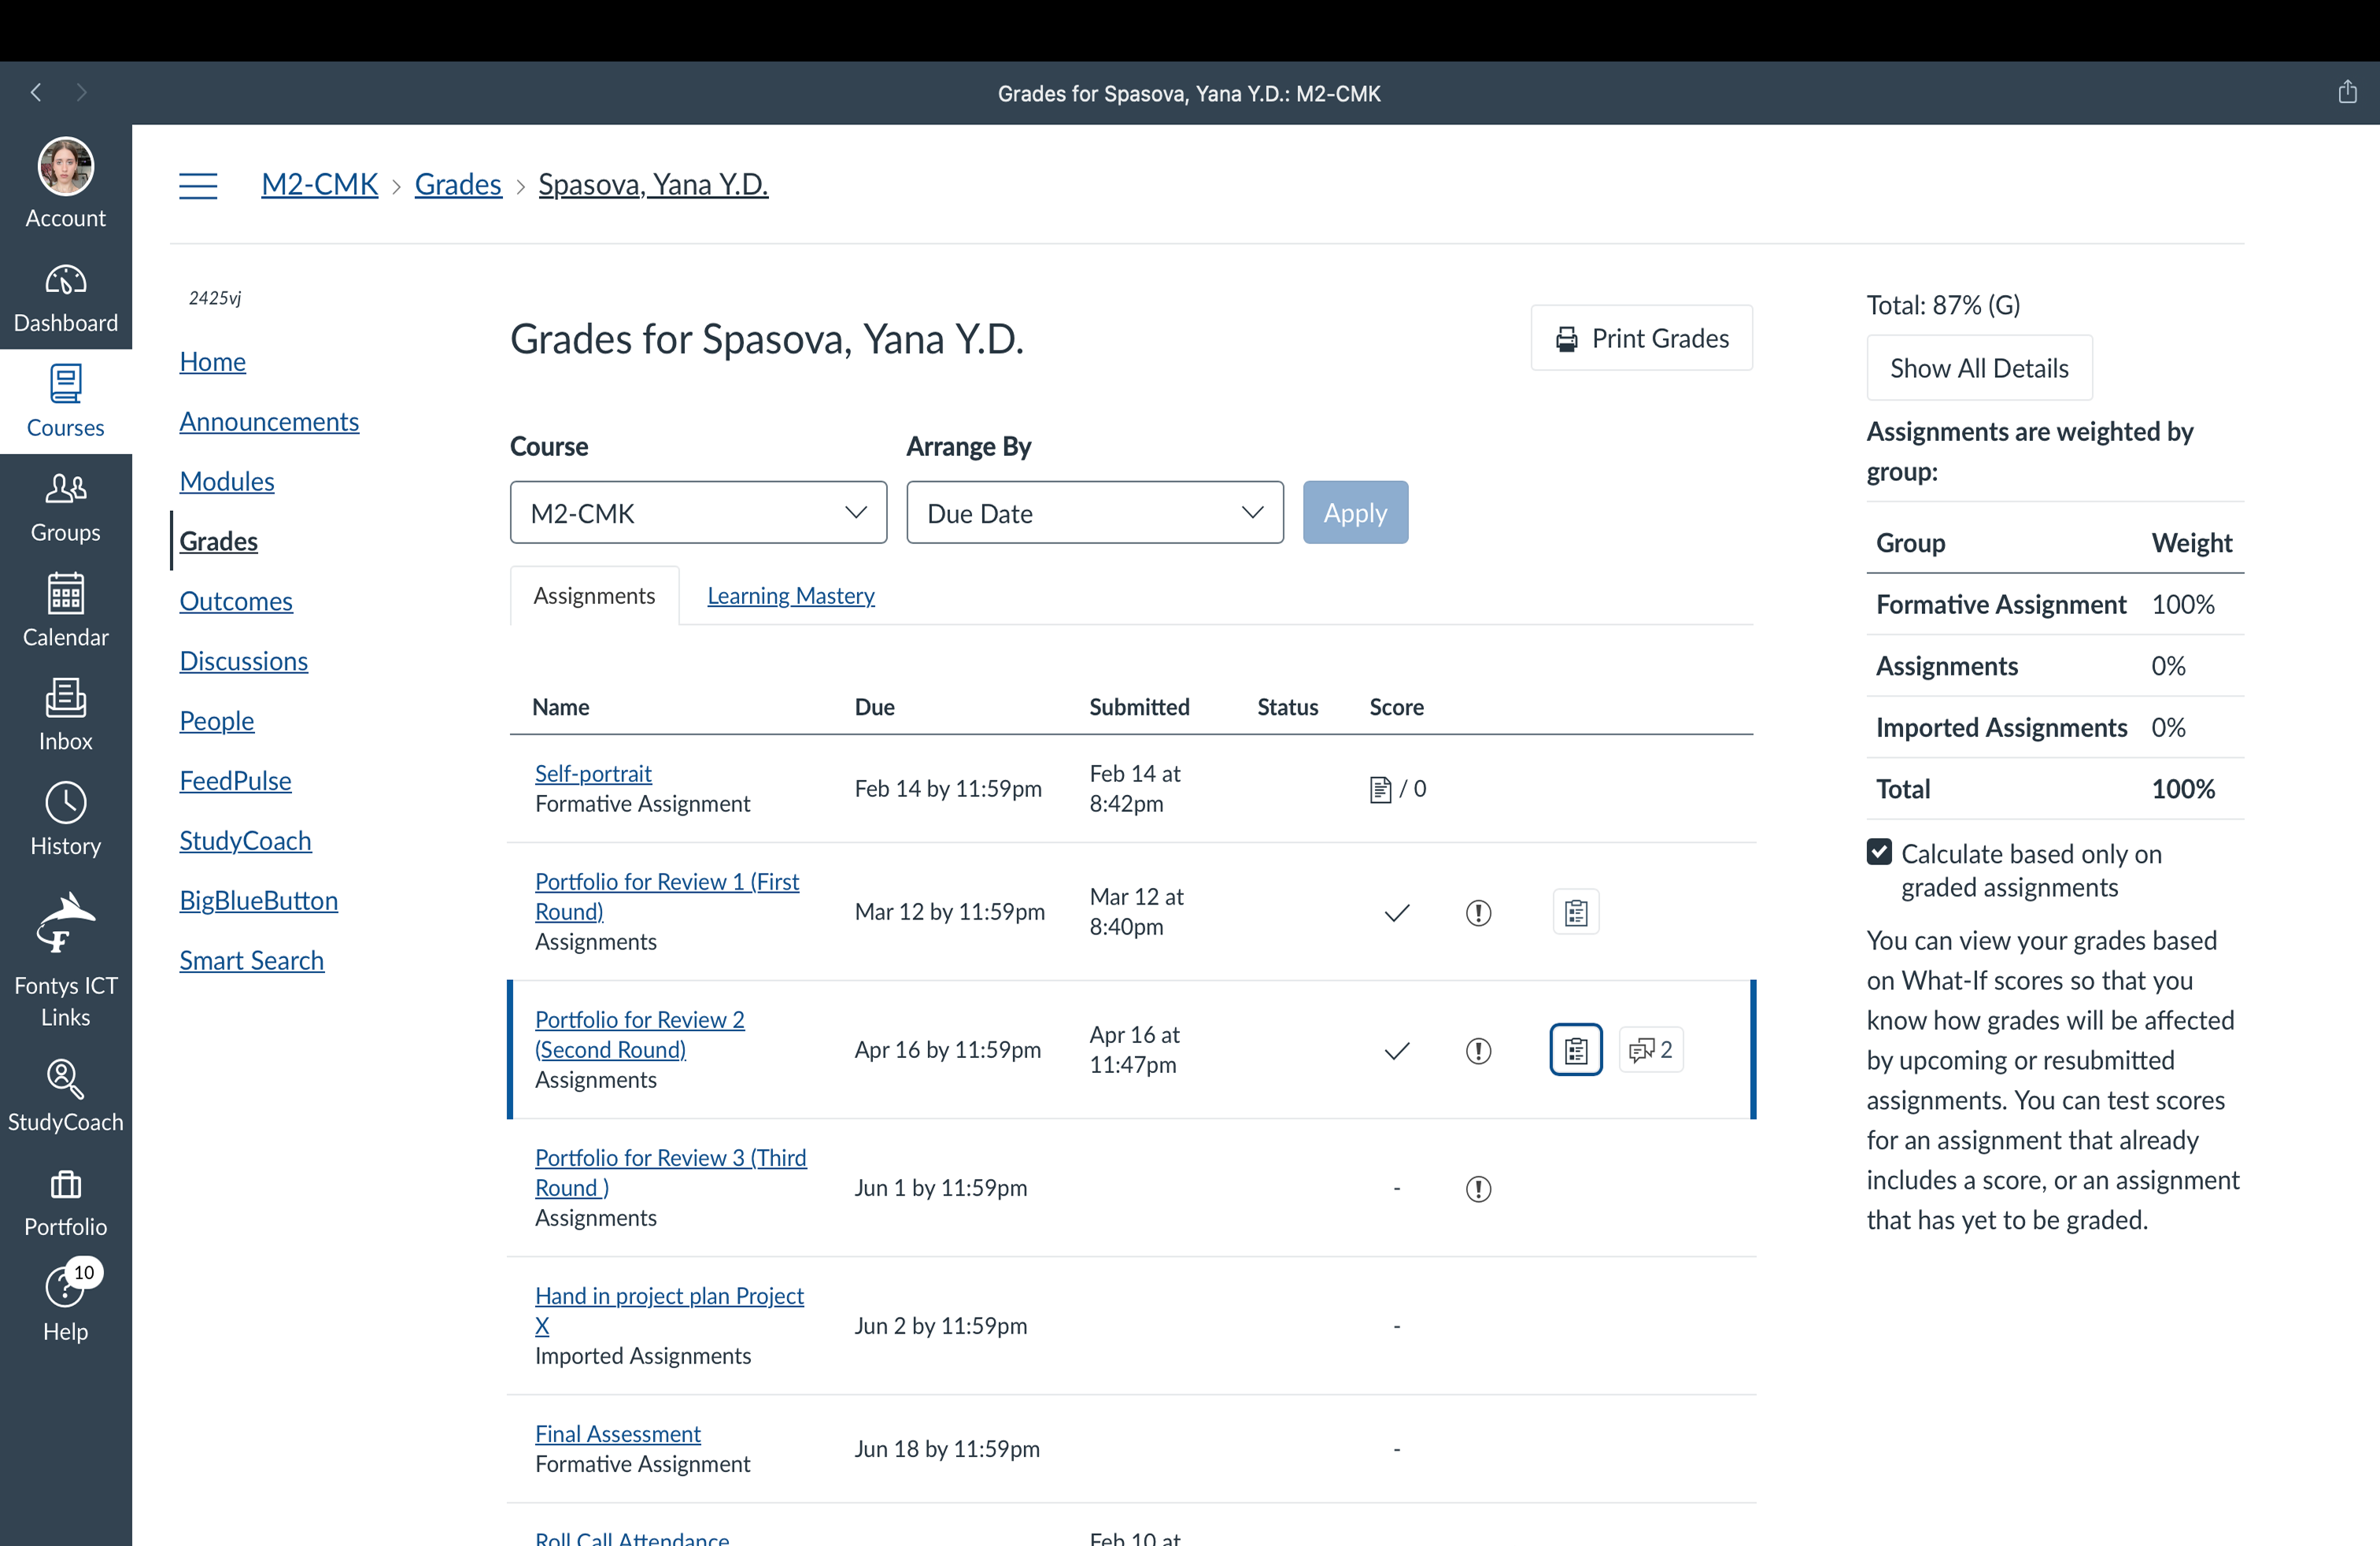 Grades for Spasova, Yana Y.D.: M2-CMK
Account
Dashboard
Courses
Groups
Calendar
Inbox
History
Fontys ICT
Links
StudyCoach
Portfolio
10
Help
M2-CMK > Grades > Spasova, Yana Y.D.
2425vj
Home
Announcements
Modules
Grades
Outcomes
Discussions
People
FeedPulse
StudyCoach
BigBlueButton
Smart Search
Grades for Spasova, Yana Y.D.
Print Grades
Course
Arrange By
M2-CMK
Due Date
Apply
Assignments
Learning Mastery
Name Due Submitted Status Score
Self-portrait
Formative Assignment
Feb 14 by 11:59pm
Feb 14 at
8:42pm
/ 0
Portfolio for Review 1 (First
Round)
Assignments
Mar 12 by 11:59pm
Mar 12 at
8:40pm
Portfolio for Review 2
(Second Round)
Assignments
Apr 16 by 11:59pm
Apr 16 at
11:47pm
2
Portfolio for Review 3 (Third
Round )
Assignments
Jun 1 by 11:59pm
-
Hand in project plan Project
X
Imported Assignments
Jun 2 by 11:59pm
-
Final Assessment
Formative Assignment
Jun 18 by 11:59pm
-
Roll Call Attendance
Feb 10 at
Total: 87% (G)
Show All Details
Assignments are weighted by
group:
Group Weight
Formative Assignment 100%
Assignments 0%
Imported Assignments 0%
Total 100%
Calculate based only on
graded assignments
You can view your grades based
on What-If scores so that you
know how grades will be affected
by upcoming or resubmitted
assignments. You can test scores
for an assignment that already
includes a score, or an assignment
that has yet to be graded.